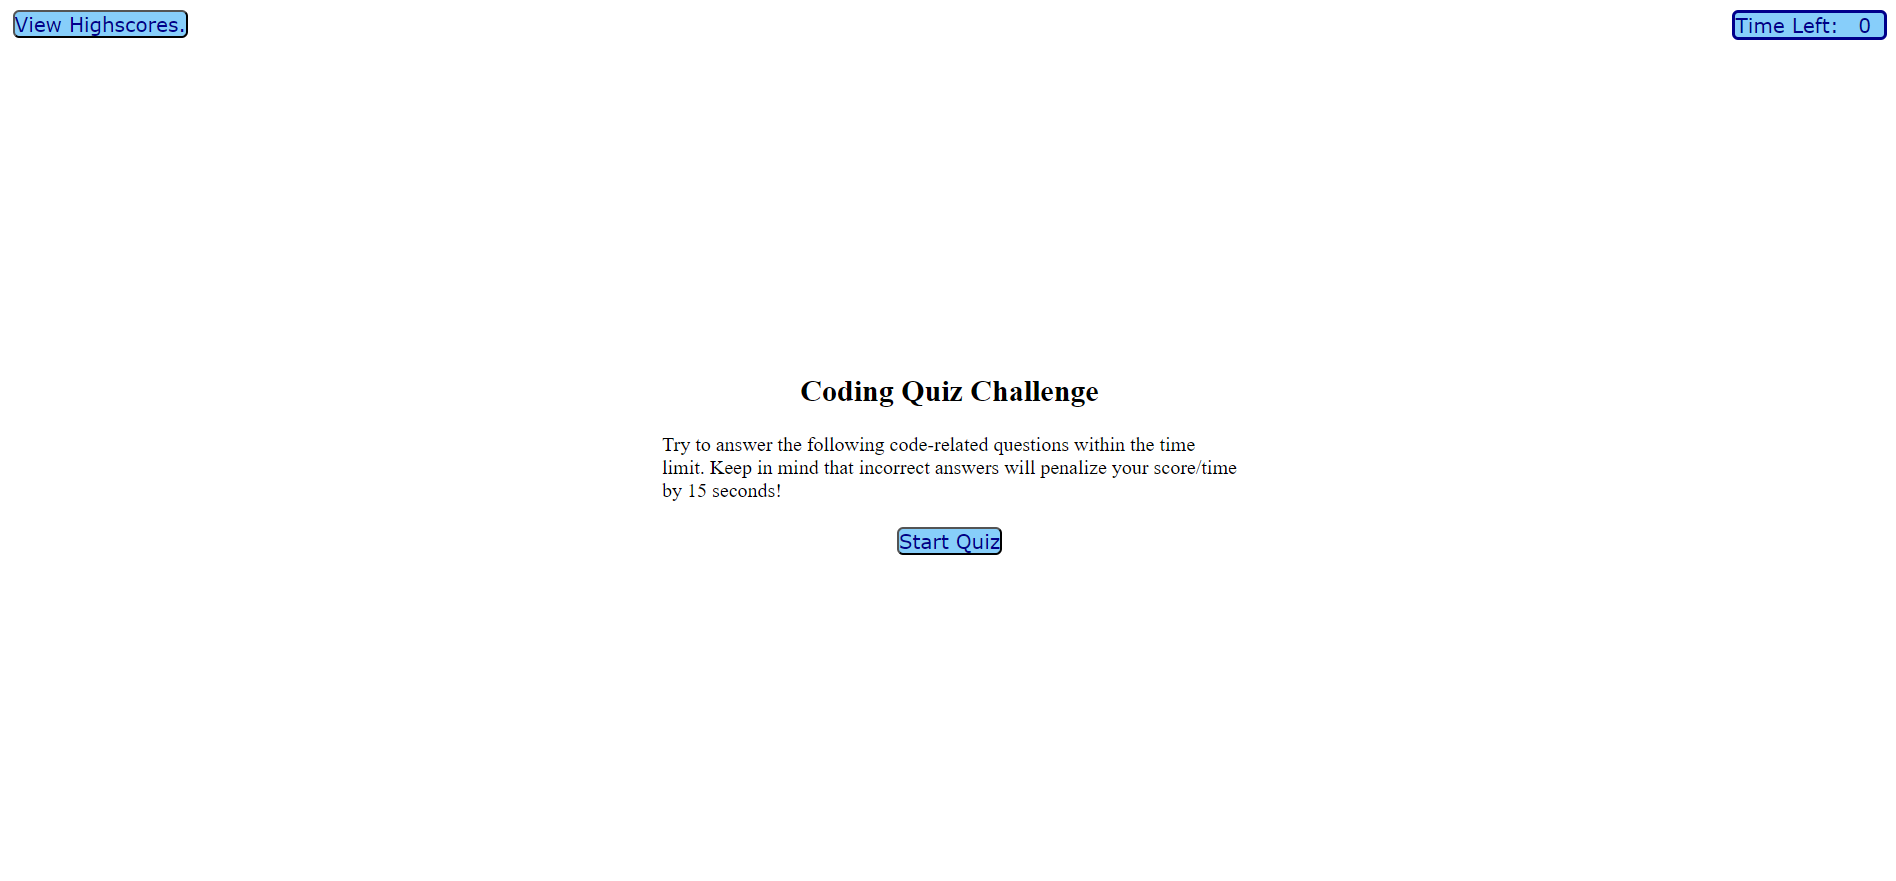 View Highscores.
Time Left: 0
Coding Quiz Challenge
Try to answer the following code-related questions within the time
limit. Keep in mind that incorrect answers will penalize your score/time
by 15 seconds!
Start Quiz